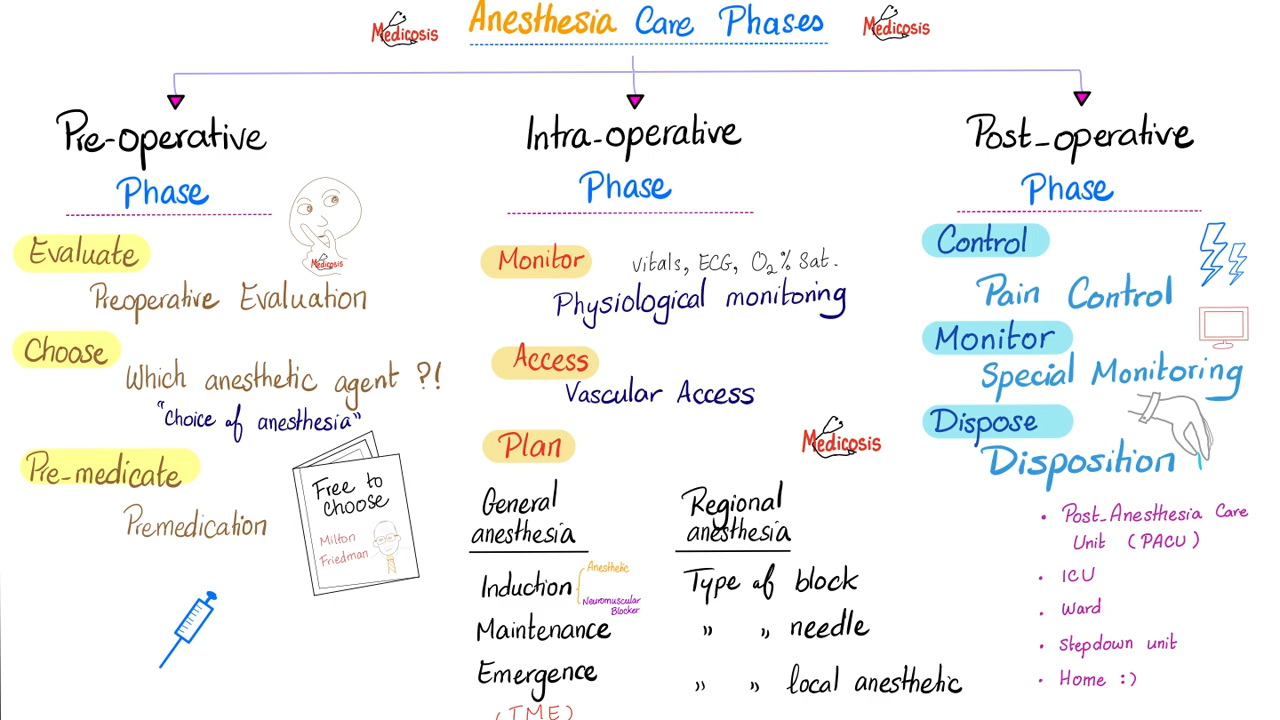 Medicosis
Anesthesia Care Phases
Medicosis
Pre-operative
Phase
Evaluate
Medicosis
Preoperative Evaluation
Choose
Which anesthetic agent ?!
"Choice of anesthesia"
Pre-medicate
Premedication
Free to
choose
Milton
Friedman
Intra-operative
Phase
Monitor
vitals, ECG, O2 % Sat.
Physiological monitoring
Access
Vascular Access
Plan
Medicosis
General
anesthesia
Induction
Anesthetic
Neuromuscular
Blocker
Maintenance
Emergence
(IME)
Regional
anesthesia
Type of block
" " needle
" " local anesthetic
Post-operative
Phase
Control
Pain Control
Monitor
Special Monitoring
Dispose
Disposition
• Post-Anesthesia Care
Unit (PACU)
• ICU
• Ward
• Stepdown unit
• Home :)